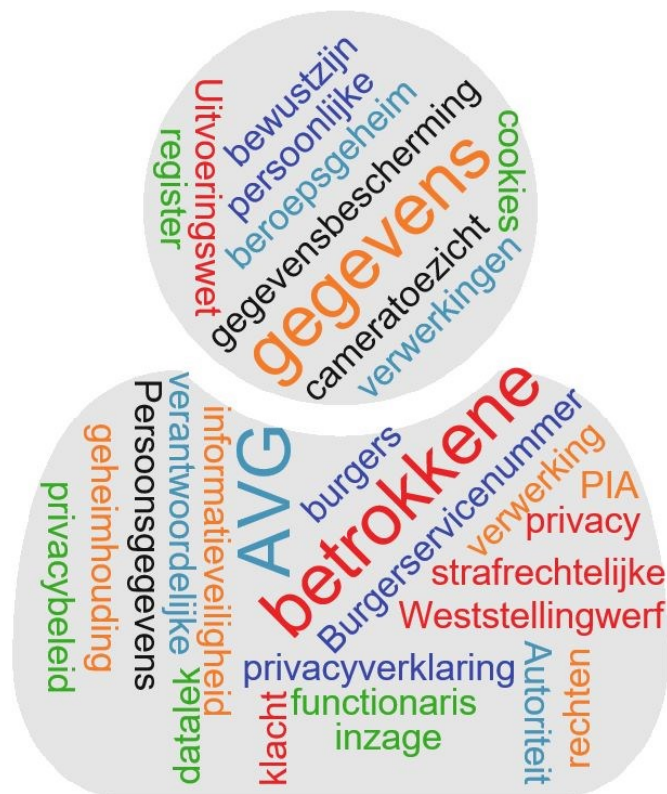 Uitvoeringswet
register
bewustzijn
persoonlijke
beroepsgeheim
gegevensbescherming
gegevens
cameratoezicht
verwerkingen
cookies
privacybeleid
geheimhouding
Persoonsgegevens
verantwoordelijke
informatieveiligheid
datalek
AVG
burgers
betrokkene
Burgerservicenummer
verwerking
PIA
privacy
strafrechtelijke
Weststellingwerf
privacyverklaring
functionaris
inzage
klacht
Autoriteit
rechten